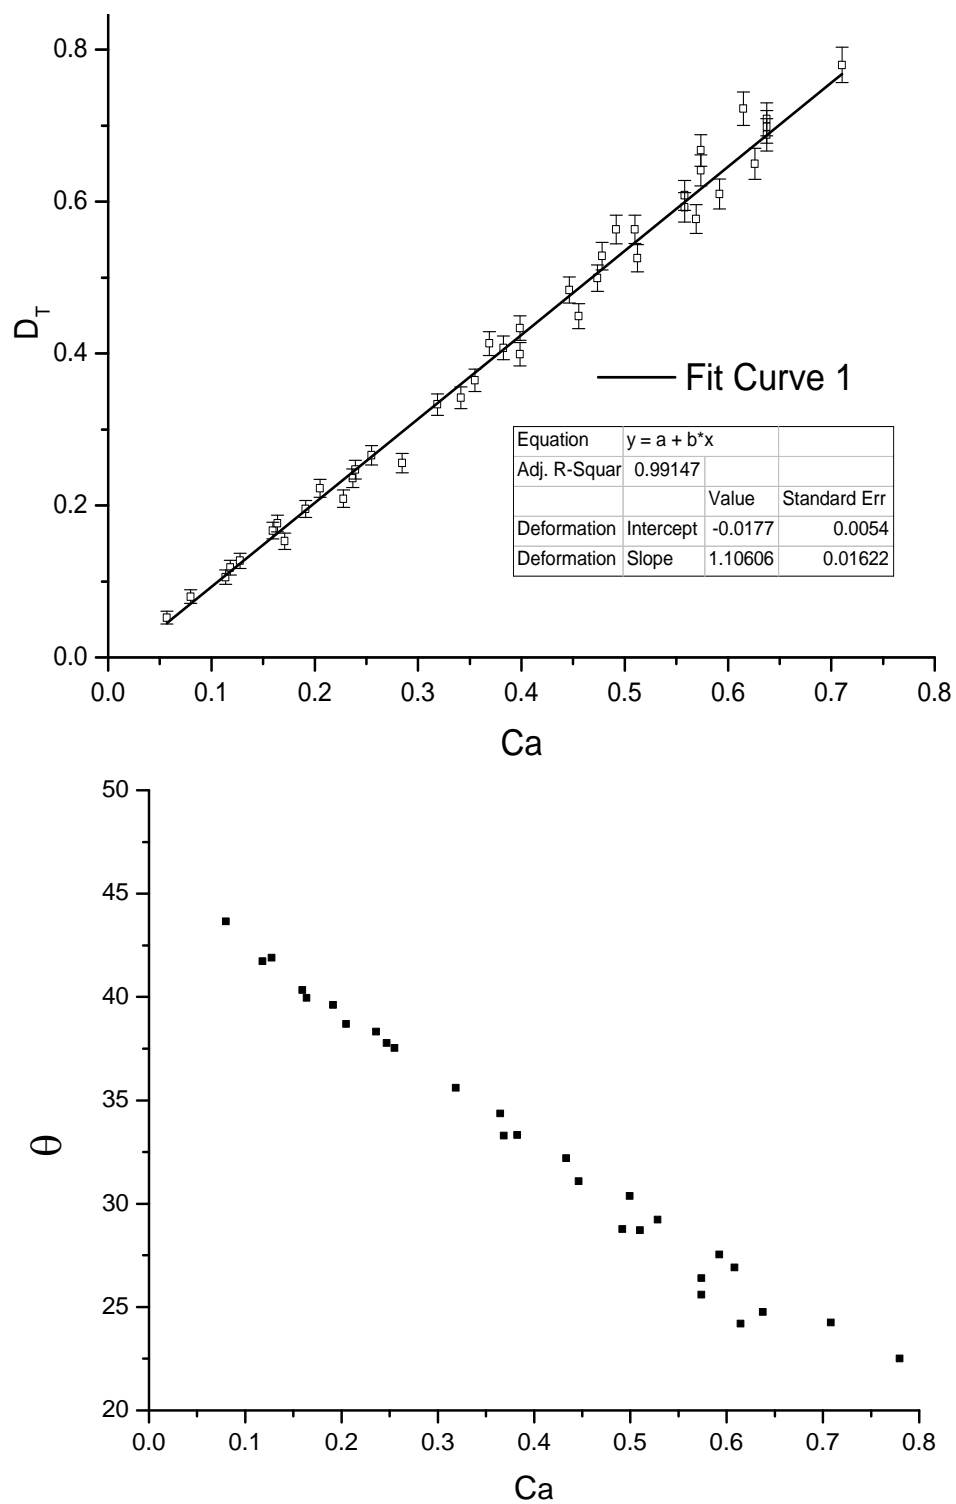 0.8
0.6
0.4
0.2
0.0
D_T
Fit Curve 1
Equation y = a + b*x
Adj. R-Squar 0.99147
Value Standard Err
Deformation Intercept -0.0177 0.0054
Deformation Slope 1.10606 0.01622
0.0 0.1 0.2 0.3 0.4 0.5 0.6 0.7 0.8
Ca
50
45
40
35
30
25
20
θ
0.0 0.1 0.2 0.3 0.4 0.5 0.6 0.7 0.8
Ca